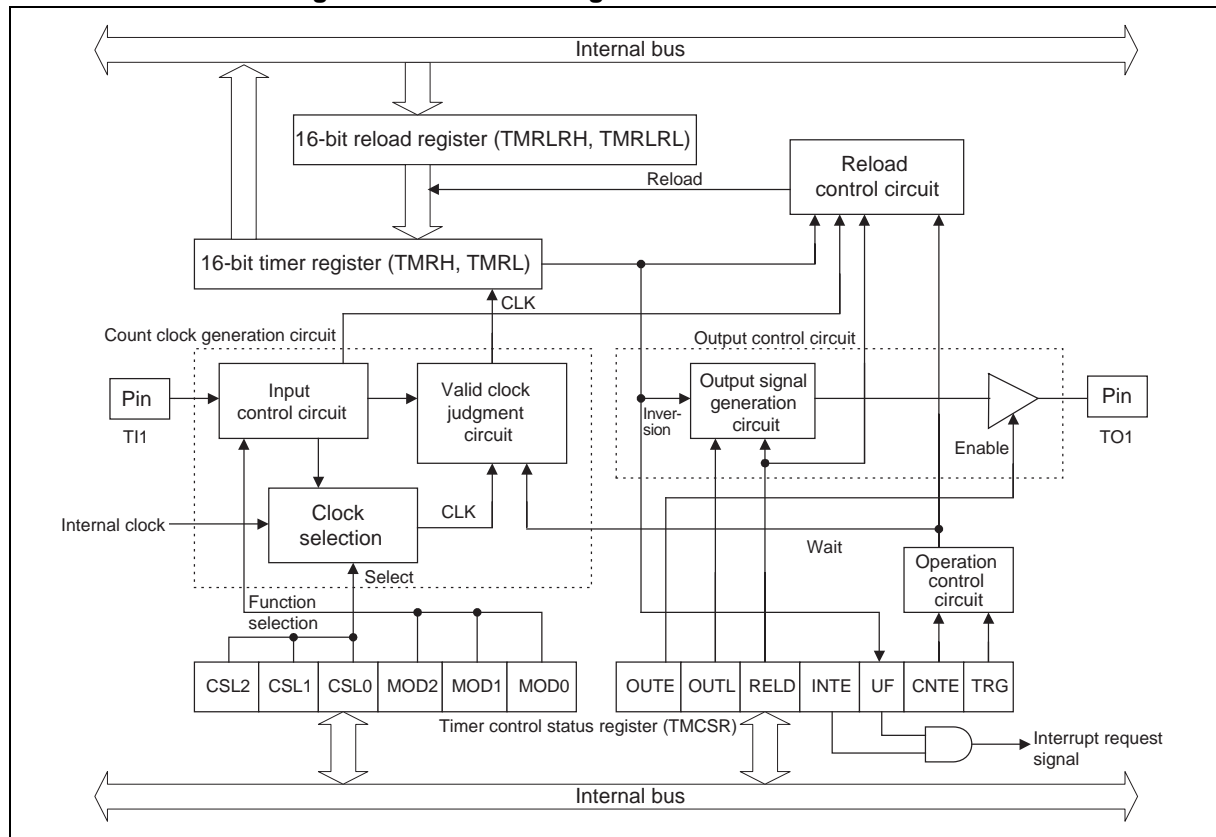 Internal bus
16-bit reload register (TMRLRH, TMRLRL)
Reload
control circuit
Reload
16-bit timer register (TMRH, TMRL)
CLK
Count clock generation circuit
Output control circuit
Pin
TI1
Input
control circuit
Valid clock
judgment
circuit
Inver-
sion
Output signal
generation
circuit
Enable
Pin
TO1
Internal clock
Clock
selection
CLK
Select
Wait
Operation
control
circuit
Function
selection
CSL2 CSL1 CSL0 MOD2 MOD1 MOD0
OUTE OUTL RELD INTE UF CNTE TRG
Timer control status register (TMCSR)
Interrupt request
signal
Internal bus